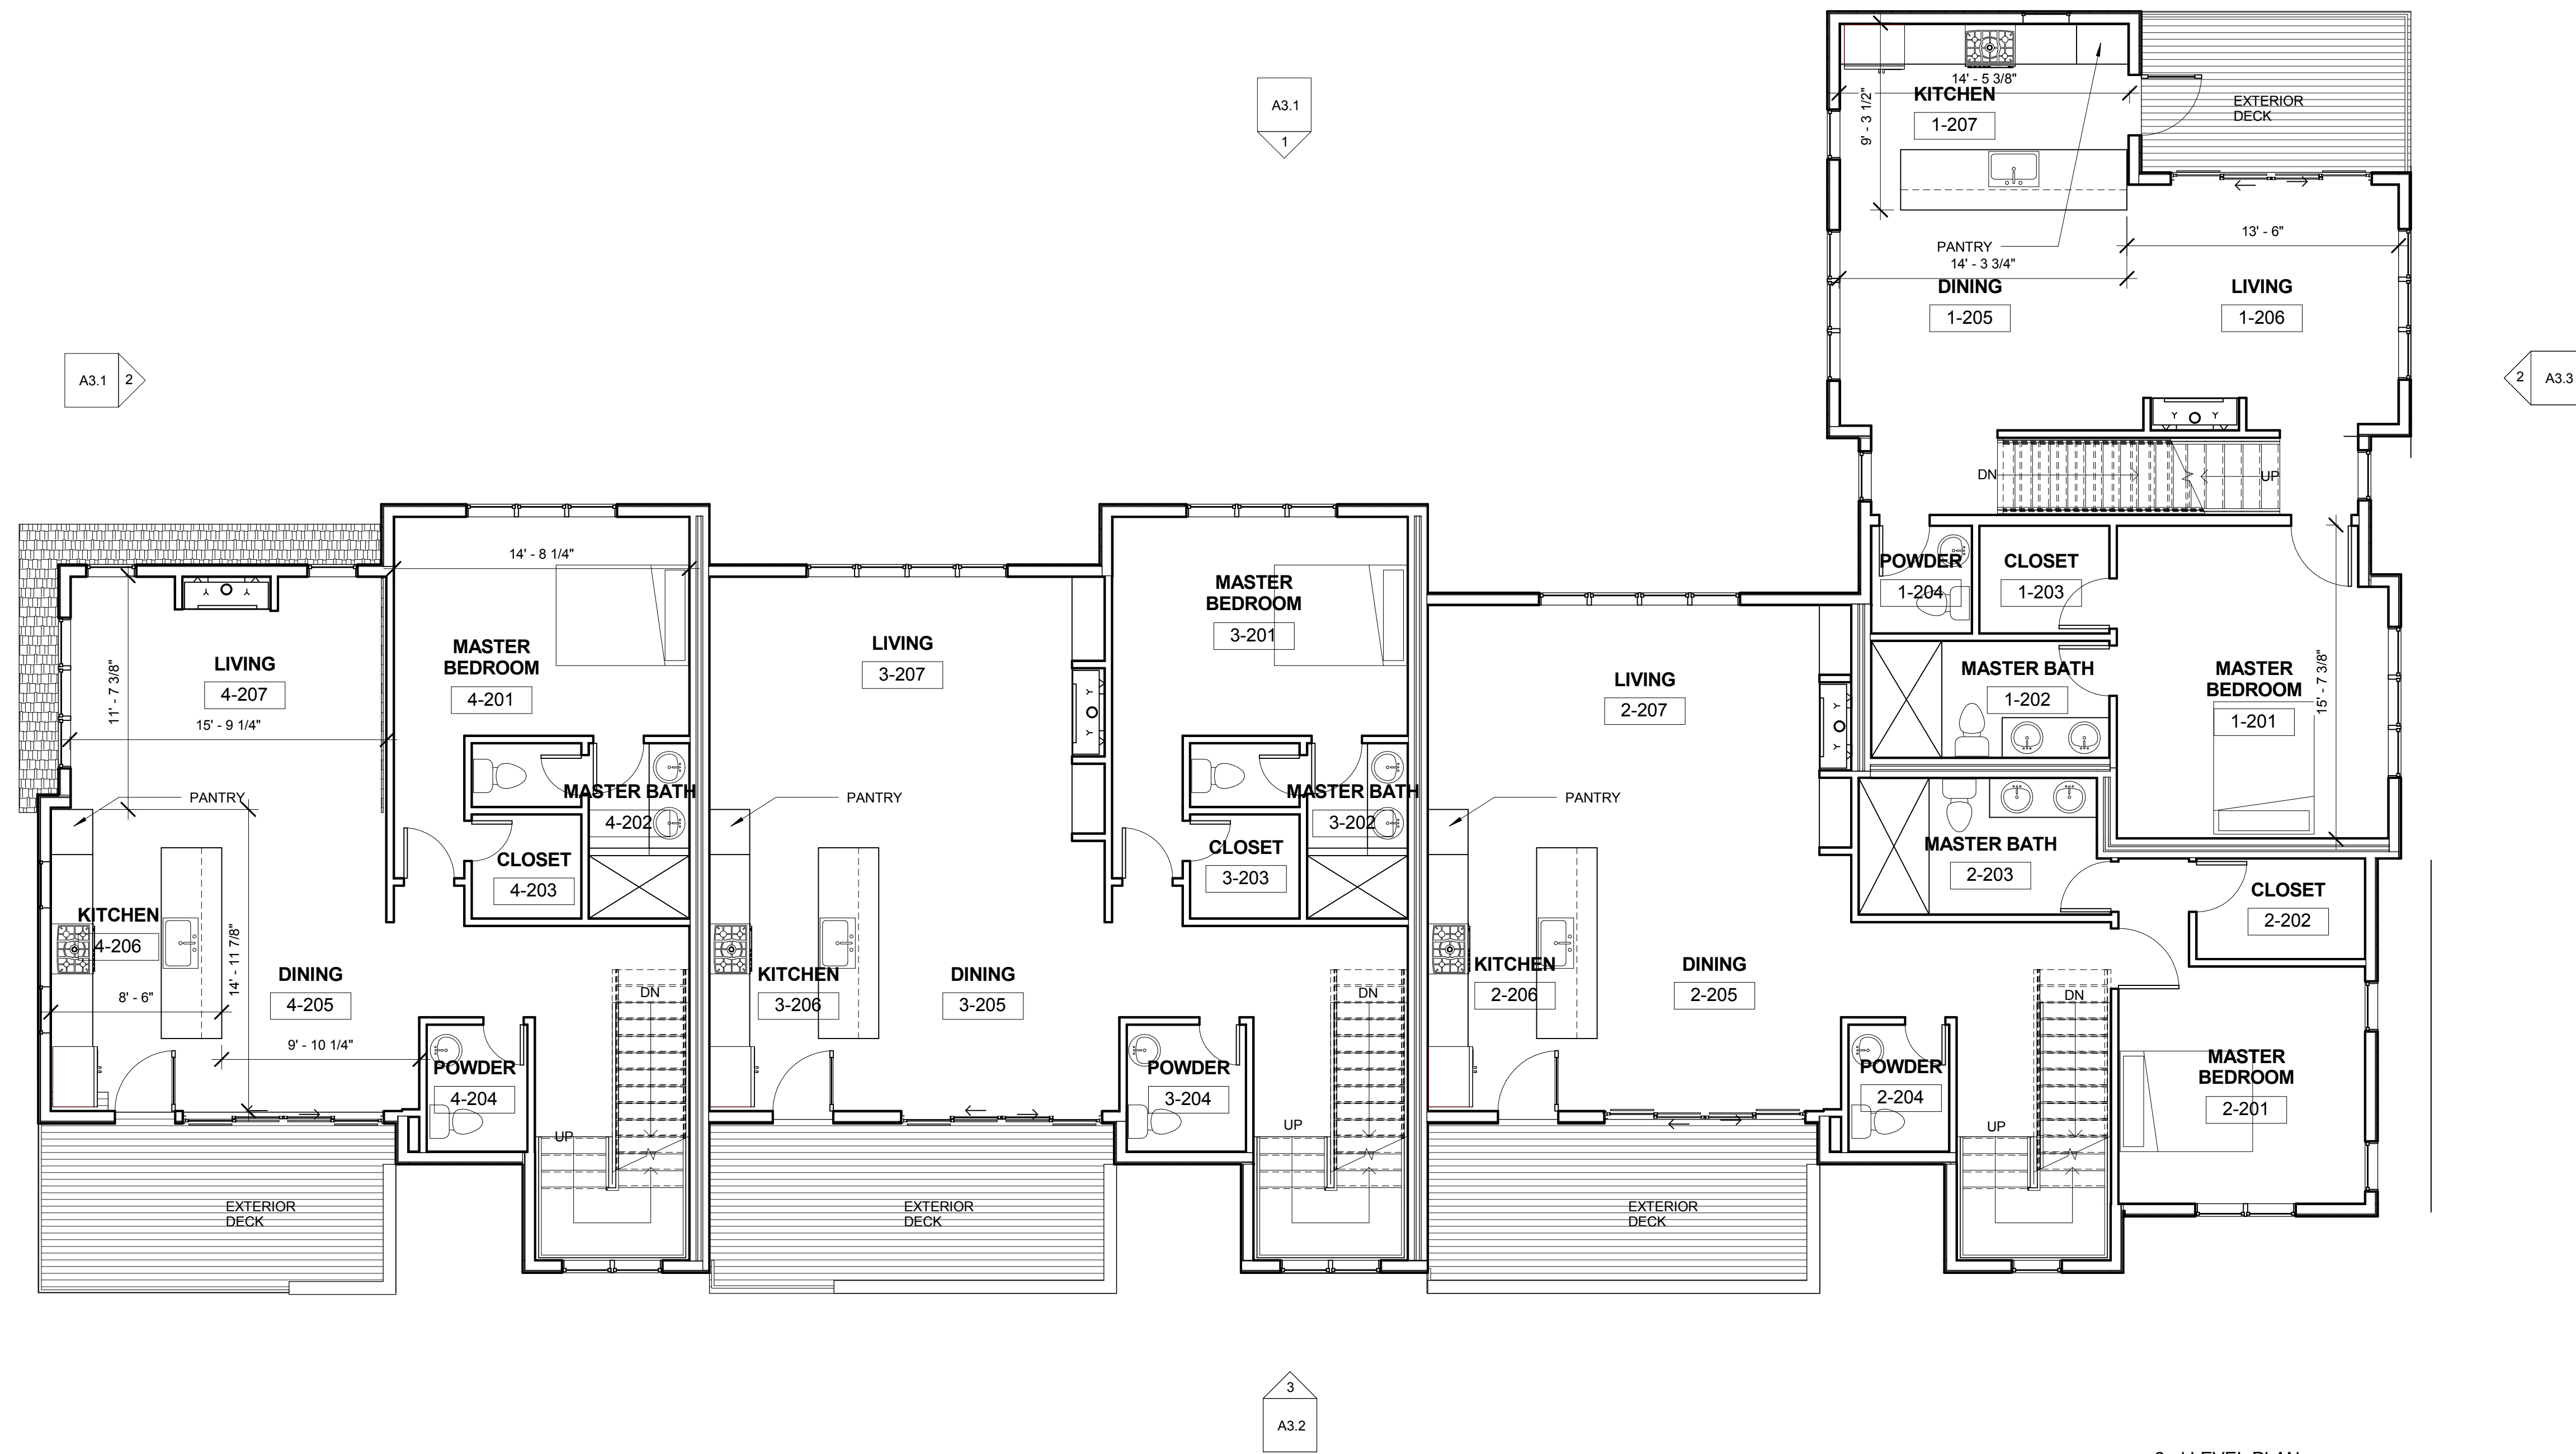 14' - 5 3/8"
KITCHEN
1-207
9' - 3 1/2"
EXTERIOR
DECK
PANTRY
14' - 3 3/4"
13' - 6"
DINING
1-205
LIVING
1-206
DN
UP
A3.1
1
A3.1
2
2
A3.3
POWDER
1-204
CLOSET
1-203
MASTER BATH
1-202
MASTER
BEDROOM
1-201
15' - 7 3/8"
14' - 8 1/4"
LIVING
4-207
11' - 7 3/8"
15' - 9 1/4"
MASTER
BEDROOM
4-201
PANTRY
MASTER BATH
4-202
CLOSET
4-203
KITCHEN
4-206
14' - 11 7/8"
8' - 6"
DINING
4-205
9' - 10 1/4"
POWDER
4-204
DN
UP
EXTERIOR
DECK
LIVING
3-207
MASTER
BEDROOM
3-201
PANTRY
MASTER BATH
3-202
CLOSET
3-203
KITCHEN
3-206
DINING
3-205
POWDER
3-204
DN
UP
EXTERIOR
DECK
LIVING
2-207
PANTRY
MASTER BATH
2-203
CLOSET
2-202
KITCHEN
2-206
DINING
2-205
POWDER
2-204
DN
UP
MASTER
BEDROOM
2-201
EXTERIOR
DECK
3
A3.2